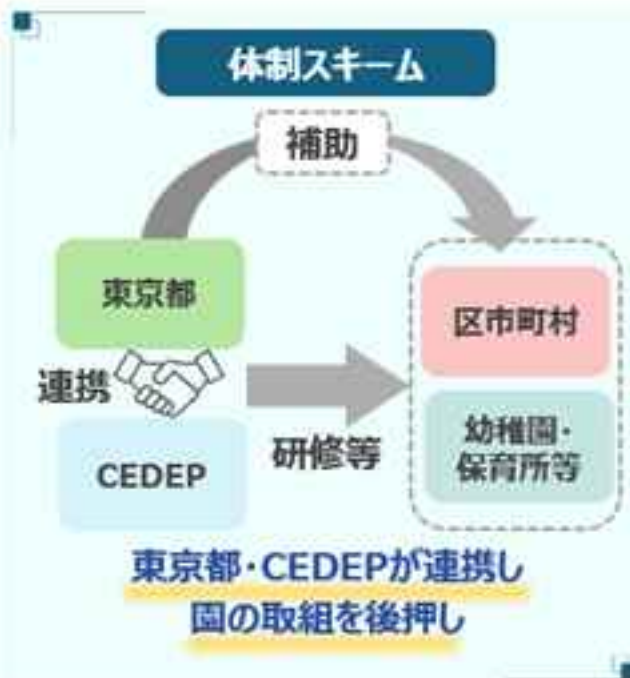 体制スキーム
補助
東京都
連携
CEDEP
研修等
区市町村
幼稚園・
保育所等
東京都・CEDEPが連携し
園の取組を後押し